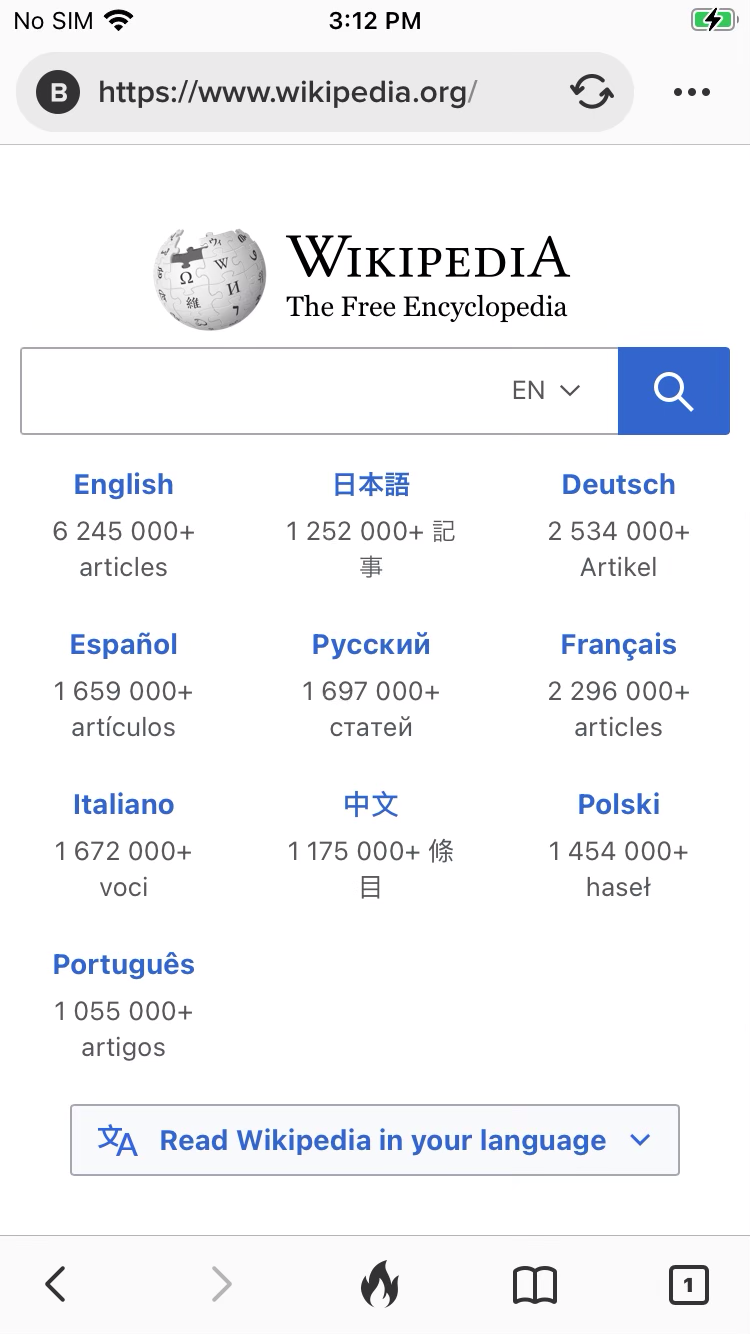 No SIM 3:12 PM
B https://www.wikipedia.org/
WIKIPEDIA
The Free Encyclopedia
EN
English
6 245 000+
articles
日本語
1 252 000+ 記
事
Deutsch
2 534 000+
Artikel
Español
1 659 000+
artículos
Русский
1 697 000+
статей
Français
2 296 000+
articles
Italiano
1 672 000+
voci
中文
1 175 000+ 條
目
Polski
1 454 000+
haseł
Português
1 055 000+
artigos
Read Wikipedia in your language
1